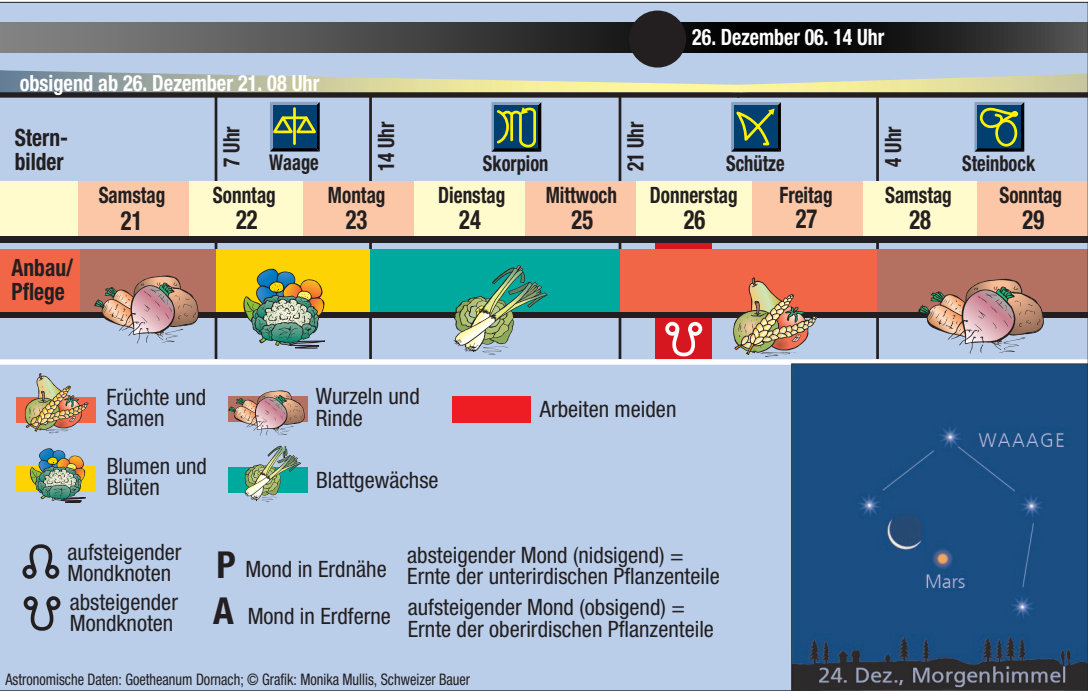 26. Dezember 06. 14 Uhr
obsigend ab 26. Dezember 21. 08 Uhr
Stern-
bilder
7 Uhr
Waage
14 Uhr
Skorpion
21 Uhr
Schütze
4 Uhr
Steinbock
Samstag Sonntag Montag Dienstag Mittwoch Donnerstag Freitag Samstag Sonntag
21 22 23 24 25 26 27 28 29
Anbau/
Pflege
Früchte und
Samen
Wurzeln und
Rinde
Arbeiten meiden
Blumen und
Blüten
Blattgewächse
aufsteigender
Mondknoten
absteigender
Mondknoten
P Mond in Erdnähe
A Mond in Erdferne
absteigender Mond (nidsigend) =
Ernte der unterirdischen Pflanzenteile
aufsteigender Mond (obsigend) =
Ernte der oberirdischen Pflanzenteile
WAAAGE
Mars
24. Dez., Morgenhimmel
Astronomische Daten: Goetheanum Dornach; © Grafik: Monika Mullis, Schweizer Bauer